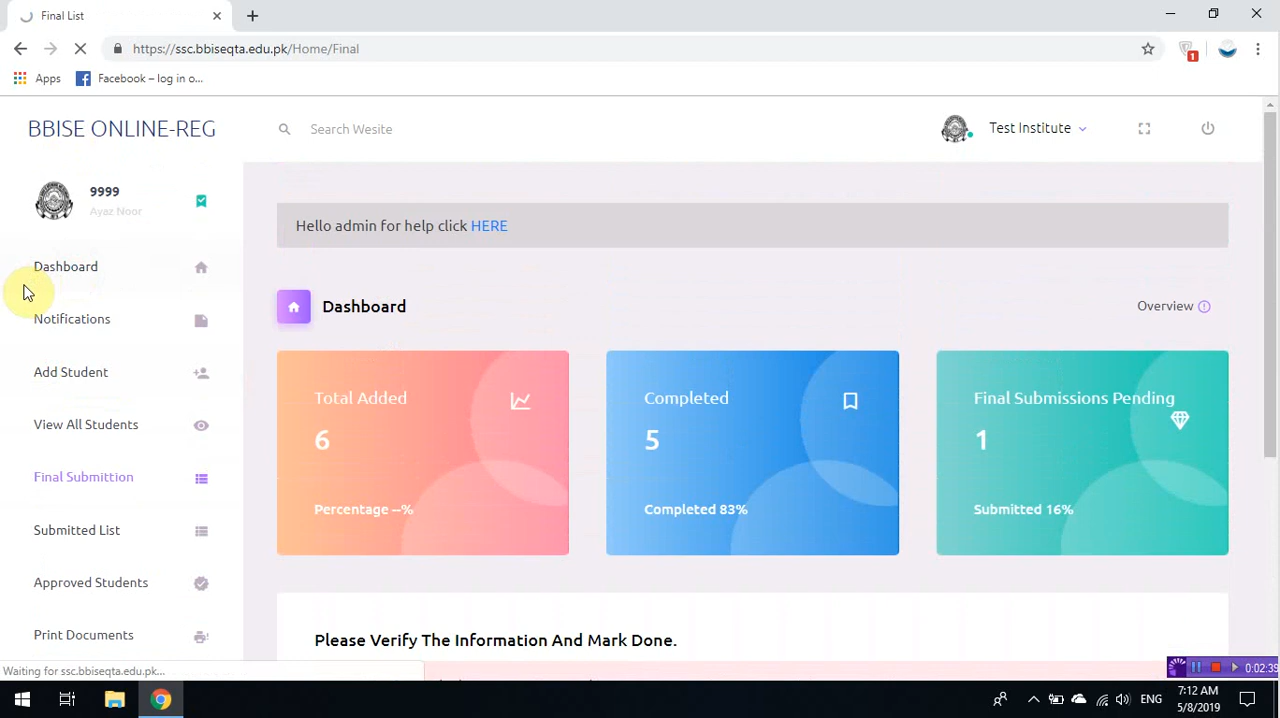 Final List
https://ssc.bbiseqta.edu.pk/Home/Final
1
Apps
Facebook – log in o...
BBISE ONLINE-REG
Search Wesite
Test Institute
9999
Ayaz Noor
Hello admin for help click HERE
Dashboard
Notifications
Add Student
View All Students
Final Submittion
Submitted List
Approved Students
Print Documents
Dashboard
Overview
Total Added
6
Percentage --%
Completed
5
Completed 83%
Final Submissions Pending
1
Submitted 16%
Please Verify The Information And Mark Done.
Waiting for ssc.bbiseqta.edu.pk...
0:02:39
ENG
7:12 AM
5/8/2019